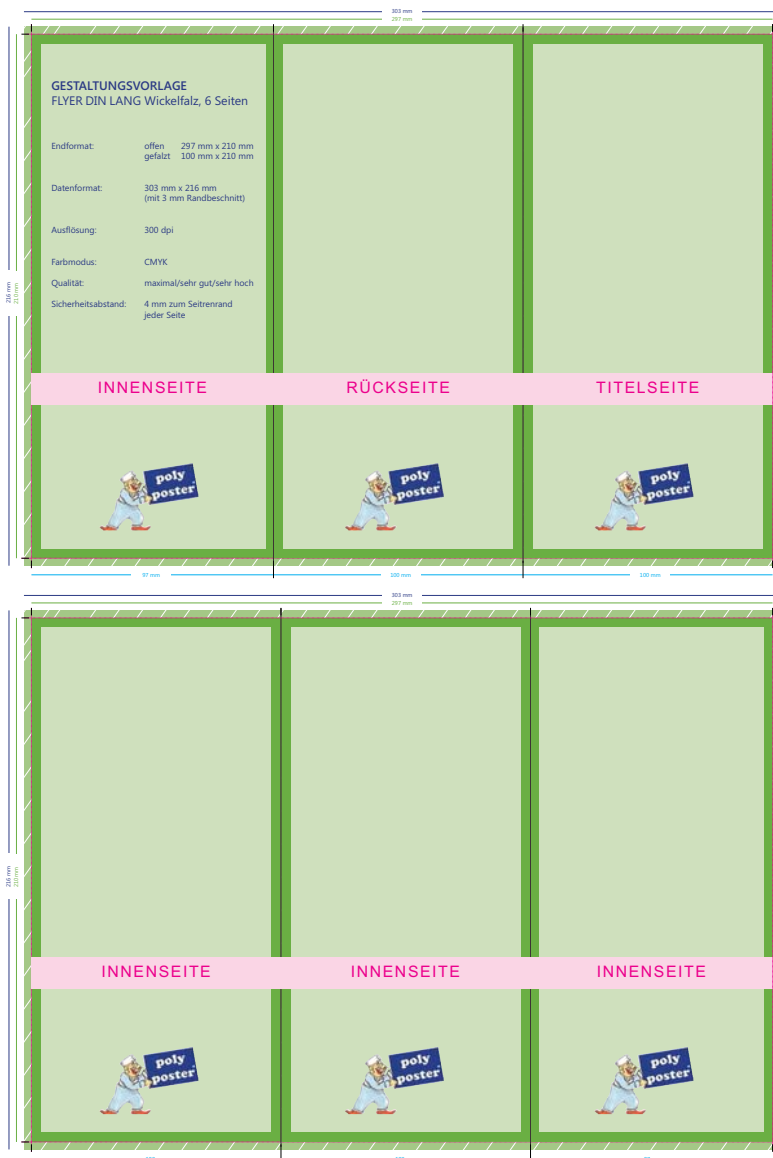 303 mm
297 mm
GESTALTUNGSVORLAGE
FLYER DIN LANG Wickelfalz, 6 Seiten
Endformat: offen 297 mm x 210 mm
gefalzt 100 mm x 210 mm
Datenformat: 303 mm x 216 mm
(mit 3 mm Randbeschnitt)
Ausflösung: 300 dpi
Farbmodus: CMYK
Qualität: maximal/sehr gut/sehr hoch
Sicherheitsabstand: 4 mm zum Seitrenrand
jeder Seite
216 mm
210 mm
INNENSEITE RÜCKSEITE TITELSEITE
poly poster
poly poster
poly poster
97 mm 100 mm 100 mm
303 mm
297 mm
216 mm
210 mm
INNENSEITE INNENSEITE INNENSEITE
poly poster
poly poster
poly poster